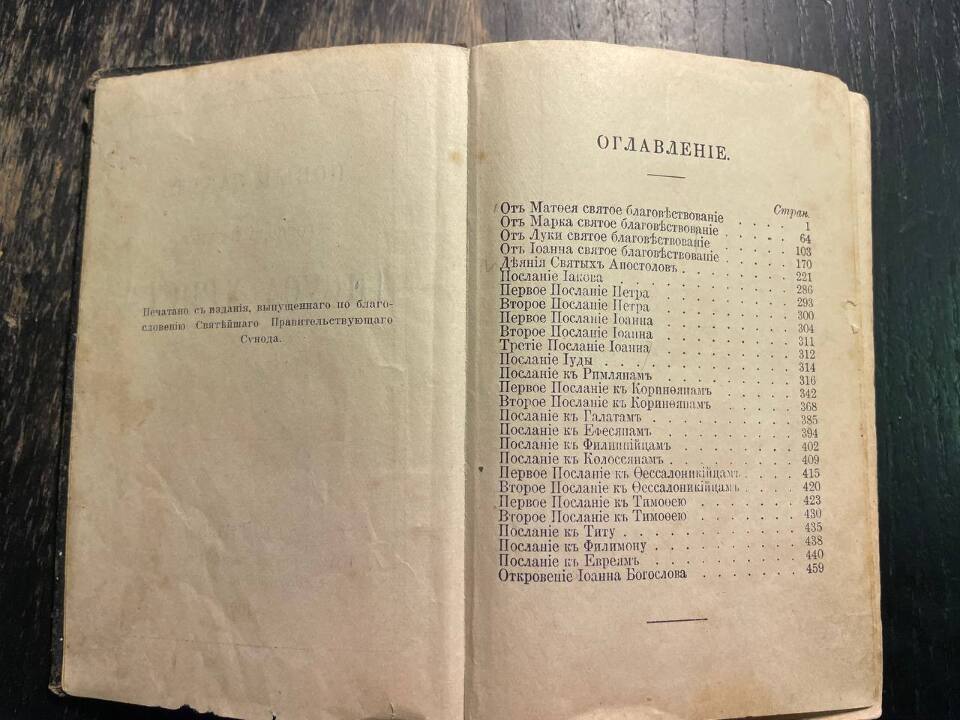 Печатано съ изданія, выпущеннаго по благо-
словенію Святѣйшаго Правительствующаго
Сѵнода.
ОГЛАВЛЕНІЕ.
Стран.
Отъ Матѳея святое благовѣствованіе . . . . 1
Отъ Марка святое благовѣствованіе . . . . 64
Отъ Луки святое благовѣствованіе . . . . 103
Отъ Іоанна святое благовѣствованіе . . . . 170
Дѣянія Святыхъ Апостоловъ . . . . 221
Посланіе Іакова . . . . 286
Первое Посланіе Петра . . . . 293
Второе Посланіе Петра . . . . 300
Первое Посланіе Іоанна . . . . 304
Второе Посланіе Іоанна . . . . 311
Третіе Посланіе Іоанна . . . . 312
Посланіе Іуды . . . . 314
Посланіе къ Римлянамъ . . . . 316
Первое Посланіе къ Коринѳянамъ . . . . 342
Второе Посланіе къ Коринѳянамъ . . . . 368
Посланіе къ Галатамъ . . . . 385
Посланіе къ Ефесянамъ . . . . 394
Посланіе къ Филиппійцамъ . . . . 402
Посланіе къ Колоссянамъ . . . . 409
Первое Посланіе къ Ѳессалоникійцамъ . . . . 415
Второе Посланіе къ Ѳессалоникійцамъ . . . . 420
Первое Посланіе къ Тимоѳею . . . . 423
Второе Посланіе къ Тимоѳею . . . . 430
Посланіе къ Титу . . . . 435
Посланіе къ Филимону . . . . 438
Посланіе къ Евреямъ . . . . 440
Откровеніе Іоанна Богослова . . . . 459